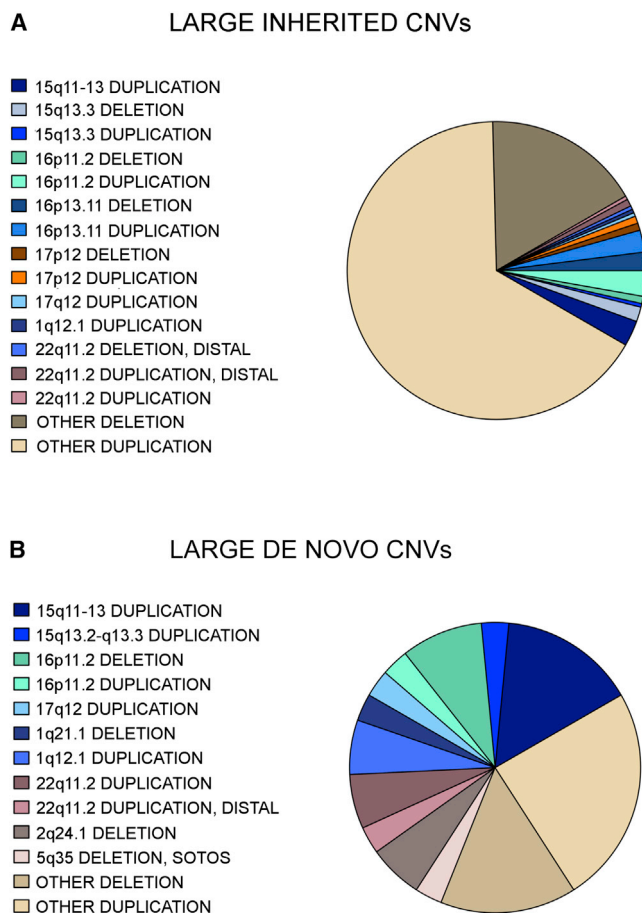 A
LARGE INHERITED CNVs
15q11-13 DUPLICATION
15q13.3 DELETION
15q13.3 DUPLICATION
16p11.2 DELETION
16p11.2 DUPLICATION
16p13.11 DELETION
16p13.11 DUPLICATION
17p12 DELETION
17p12 DUPLICATION
17q12 DUPLICATION
1q12.1 DUPLICATION
22q11.2 DELETION, DISTAL
22q11.2 DUPLICATION, DISTAL
22q11.2 DUPLICATION
OTHER DELETION
OTHER DUPLICATION
B
LARGE DE NOVO CNVs
15q11-13 DUPLICATION
15q13.2-q13.3 DUPLICATION
16p11.2 DELETION
16p11.2 DUPLICATION
17q12 DUPLICATION
1q21.1 DELETION
1q12.1 DUPLICATION
22q11.2 DUPLICATION
22q11.2 DUPLICATION, DISTAL
2q24.1 DELETION
5q35 DELETION, SOTOS
OTHER DELETION
OTHER DUPLICATION